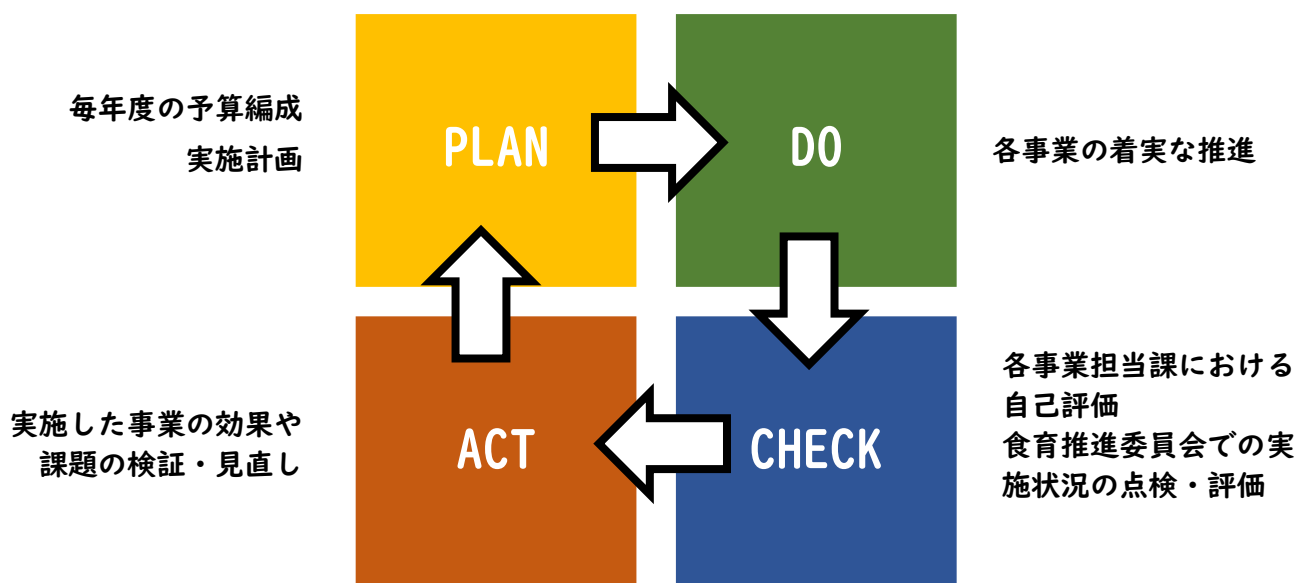 毎年度の予算編成
実施計画
PLAN
DO
各事業の着実な推進
実施した事業の効果や
課題の検証・見直し
ACT
CHECK
各事業担当課における
自己評価
食育推進委員会での実
施状況の点検・評価